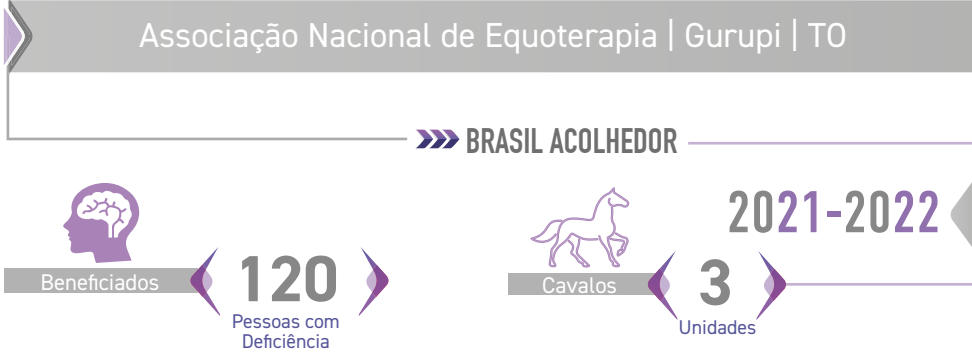 Associação Nacional de Equoterapia | Gurupi | TO
BRASIL ACOLHEDOR
2021-2022
Beneficiados
120
Pessoas com
Deficiência
Cavalos
3
Unidades